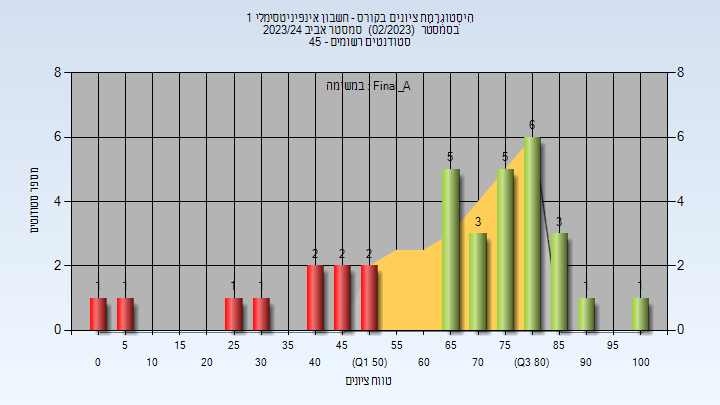 הִיסְטוֹגְרָמַת ציונים בקורס - חשבון אינפיניטסימלי 1
בסמסטר (02/2023) סמסטר אביב 2023/24
סטודנטים רשומים - 45
במשימה : Final_A
8 8
6 6
4 4
2 2
0 0
1 1 1 1 2 2 2 5 3 5 6 3 1 1
מספר סטודנטים
5 15 25 35 45 55 65 75 85 95
0 10 20 30 40 (Q1 50) 60 70 (Q3 80) 90 100
טווח ציונים